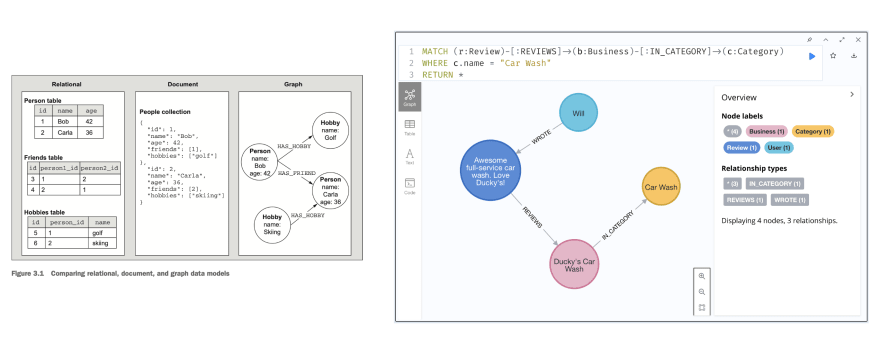 Relational
Document
Graph
Person table
id name age
1 Bob 42
2 Carla 36
Friends table
id person1_id person2_id
3 1 2
4 2 1
Hobbies table
id person_id name
5 1 golf
6 2 skiing
People collection
{
"id": 1,
"name": "Bob",
"age": 42,
"friends": [1],
"hobbies": ["golf"]
},
{
"id": 2,
"name": "Carla",
"age": 36,
"friends": [2],
"hobbies": ["skiing"]
}
Hobby
name:
Golf
HAS_HOBBY
Person
name:
Bob
age: 42
HAS_FRIEND
Person
name:
Carla
age: 36
HAS_HOBBY
Hobby
name:
Skiing
Figure 3.1 Comparing relational, document, and graph data models
1 MATCH (r:Review)-[:REVIEWS]→(b:Business)-[:IN_CATEGORY]→(c:Category)
2 WHERE c.name = "Car Wash"
3 RETURN *
Graph
Table
Text
Code
Will
WROTE
Awesome
full-service car
wash. Love
Ducky's!
Car Wash
REVIEWS
IN_CATEGORY
Ducky's Car
Wash
Overview
Node labels
* (4) Business (1) Category (1)
Review (1) User (1)
Relationship types
* (3) IN_CATEGORY (1)
REVIEWS (1) WROTE (1)
Displaying 4 nodes, 3 relationships.